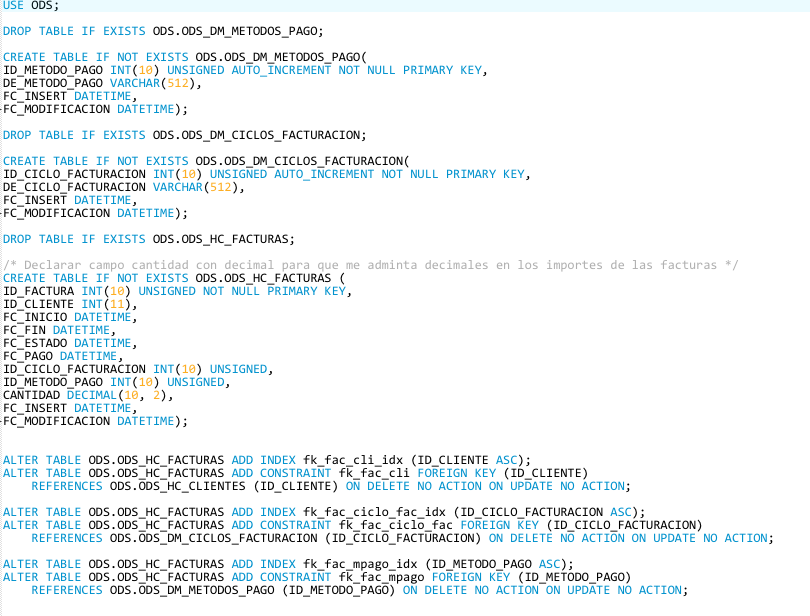 USE ODS;
DROP TABLE IF EXISTS ODS.ODS_DM_METODOS_PAGO;
CREATE TABLE IF NOT EXISTS ODS.ODS_DM_METODOS_PAGO(
ID_METODO_PAGO INT(10) UNSIGNED AUTO_INCREMENT NOT NULL PRIMARY KEY,
DE_METODO_PAGO VARCHAR(512),
FC_INSERT DATETIME,
FC_MODIFICACION DATETIME);
DROP TABLE IF EXISTS ODS.ODS_DM_CICLOS_FACTURACION;
CREATE TABLE IF NOT EXISTS ODS.ODS_DM_CICLOS_FACTURACION(
ID_CICLO_FACTURACION INT(10) UNSIGNED AUTO_INCREMENT NOT NULL PRIMARY KEY,
DE_CICLO_FACTURACION VARCHAR(512),
FC_INSERT DATETIME,
FC_MODIFICACION DATETIME);
DROP TABLE IF EXISTS ODS.ODS_HC_FACTURAS;
/* Declarar campo cantidad con decimal para que me adminta decimales en los importes de las facturas */
CREATE TABLE IF NOT EXISTS ODS.ODS_HC_FACTURAS (
ID_FACTURA INT(10) UNSIGNED NOT NULL PRIMARY KEY,
ID_CLIENTE INT(11),
FC_INICIO DATETIME,
FC_FIN DATETIME,
FC_ESTADO DATETIME,
FC_PAGO DATETIME,
ID_CICLO_FACTURACION INT(10) UNSIGNED,
ID_METODO_PAGO INT(10) UNSIGNED,
CANTIDAD DECIMAL(10, 2),
FC_INSERT DATETIME,
FC_MODIFICACION DATETIME);
ALTER TABLE ODS.ODS_HC_FACTURAS ADD INDEX fk_fac_cli_idx (ID_CLIENTE ASC);
ALTER TABLE ODS.ODS_HC_FACTURAS ADD CONSTRAINT fk_fac_cli FOREIGN KEY (ID_CLIENTE)
REFERENCES ODS.ODS_HC_CLIENTES (ID_CLIENTE) ON DELETE NO ACTION ON UPDATE NO ACTION;
ALTER TABLE ODS.ODS_HC_FACTURAS ADD INDEX fk_fac_ciclo_fac_idx (ID_CICLO_FACTURACION ASC);
ALTER TABLE ODS.ODS_HC_FACTURAS ADD CONSTRAINT fk_fac_ciclo_fac FOREIGN KEY (ID_CICLO_FACTURACION)
REFERENCES ODS.ODS_DM_CICLOS_FACTURACION (ID_CICLO_FACTURACION) ON DELETE NO ACTION ON UPDATE NO ACTION;
ALTER TABLE ODS.ODS_HC_FACTURAS ADD INDEX fk_fac_mpago_idx (ID_METODO_PAGO ASC);
ALTER TABLE ODS.ODS_HC_FACTURAS ADD CONSTRAINT fk_fac_mpago FOREIGN KEY (ID_METODO_PAGO)
REFERENCES ODS.ODS_DM_METODOS_PAGO (ID_METODO_PAGO) ON DELETE NO ACTION ON UPDATE NO ACTION;